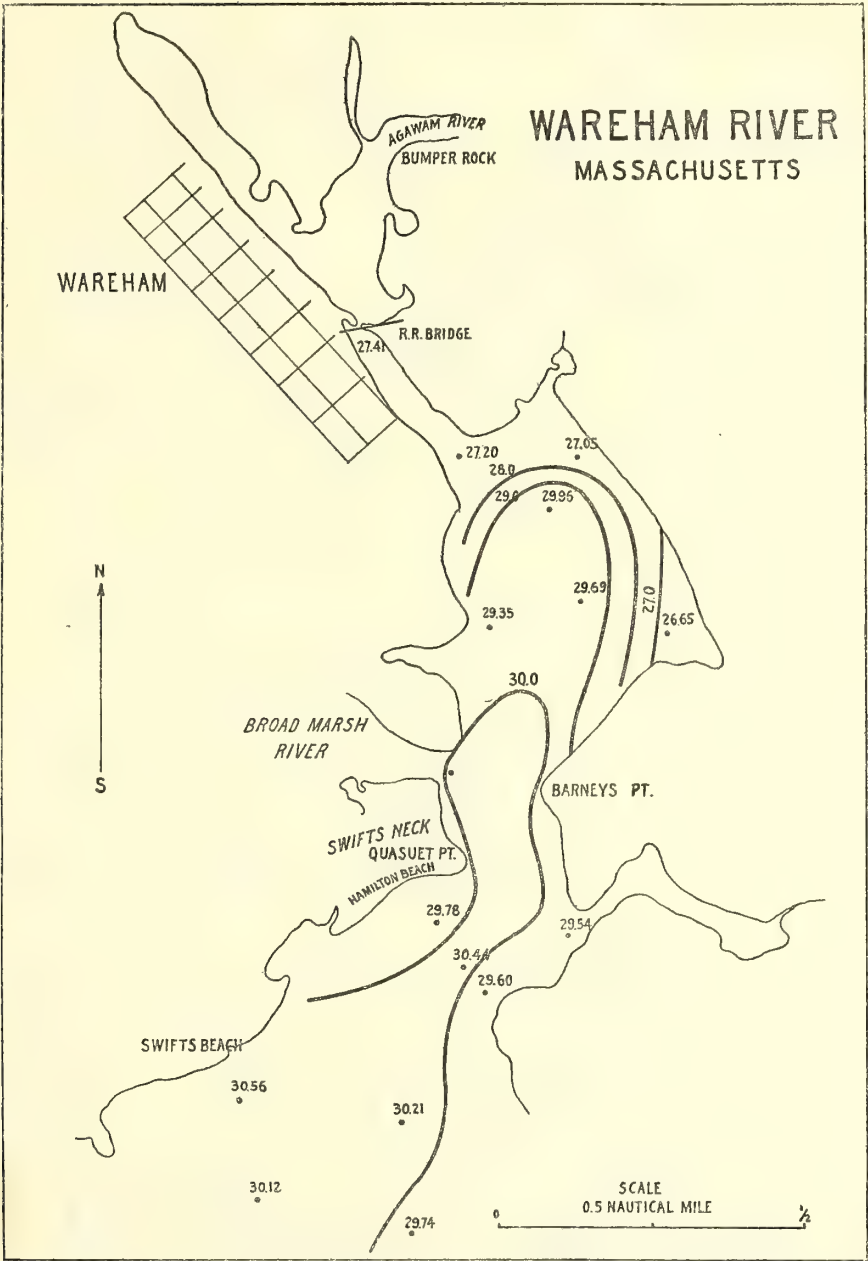 WAREHAM RIVER
MASSACHUSETTS
AGAWAM RIVER
BUMPER ROCK
WAREHAM
R.R. BRIDGE
27.41
27.20
27.05
28.0
29.0
29.96
N
29.69
27.0
29.35
26.65
30.0
BROAD MARSH
RIVER
S
BARNEYS PT.
SWIFTS NECK
QUASUET PT.
HAMILTON BEACH
29.78
29.54
30.44
29.60
SWIFTS BEACH
30.56
30.21
30.12
29.74
SCALE
0.5 NAUTICAL MILE
0 ½